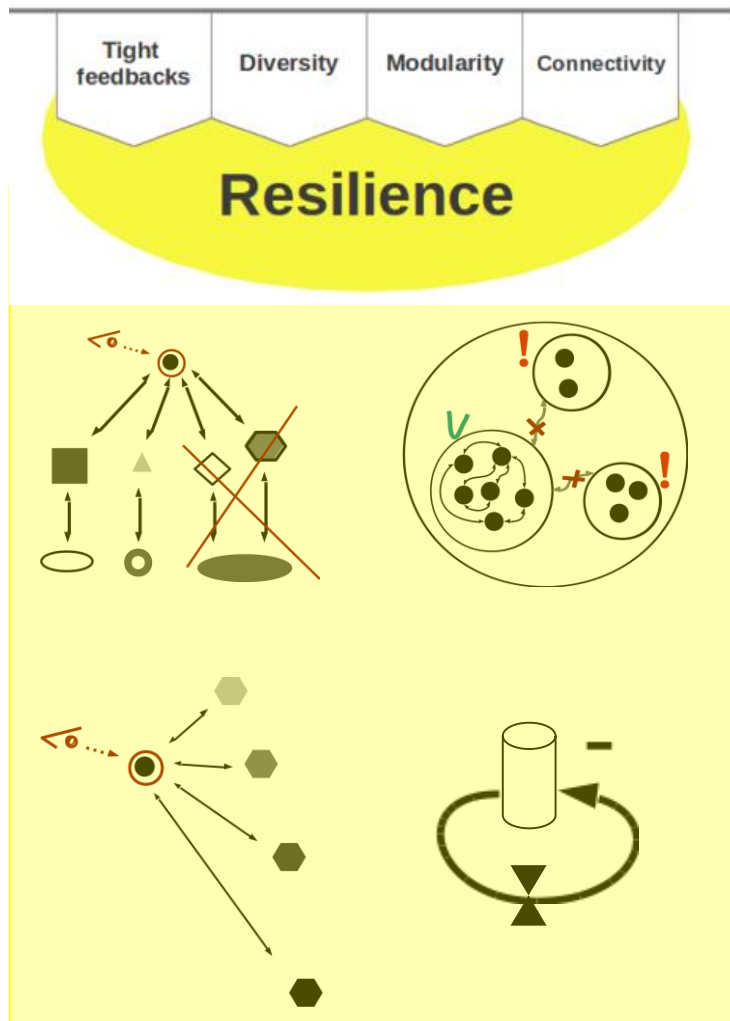 Tight
feedbacks
Diversity
Modularity
Connectivity
Resilience
!
!